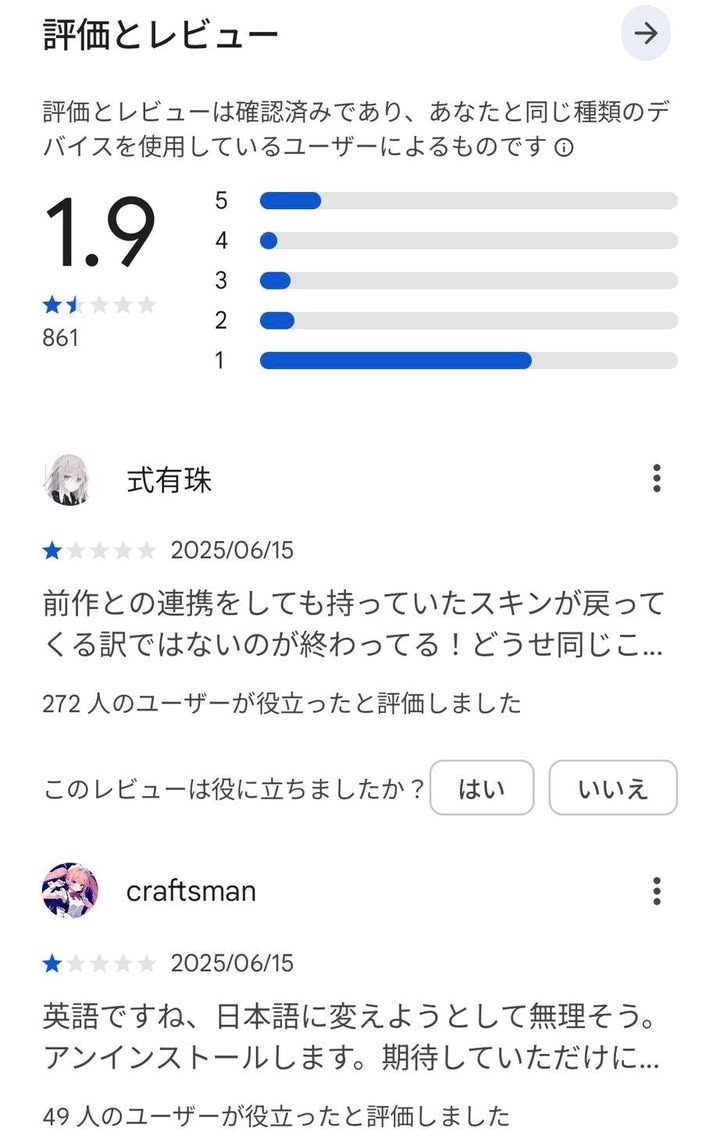 評価とレビュー
評価とレビューは確認済みであり、あなたと同じ種類のデ
バイスを使用しているユーザーによるものです
1.9
861
5
4
3
2
1
式有珠
2025/06/15
前作との連携をしても持っていたスキンが戻って
くる訳ではないのが終わってる！どうせ同じこ...
272 人のユーザーが役立ったと評価しました
このレビューは役に立ちましたか？ はい いいえ
craftsman
2025/06/15
英語ですね、日本語に変えようとして無理そう。
アンインストールします。期待していただけに...
49 人のユーザーが役立ったと評価しました